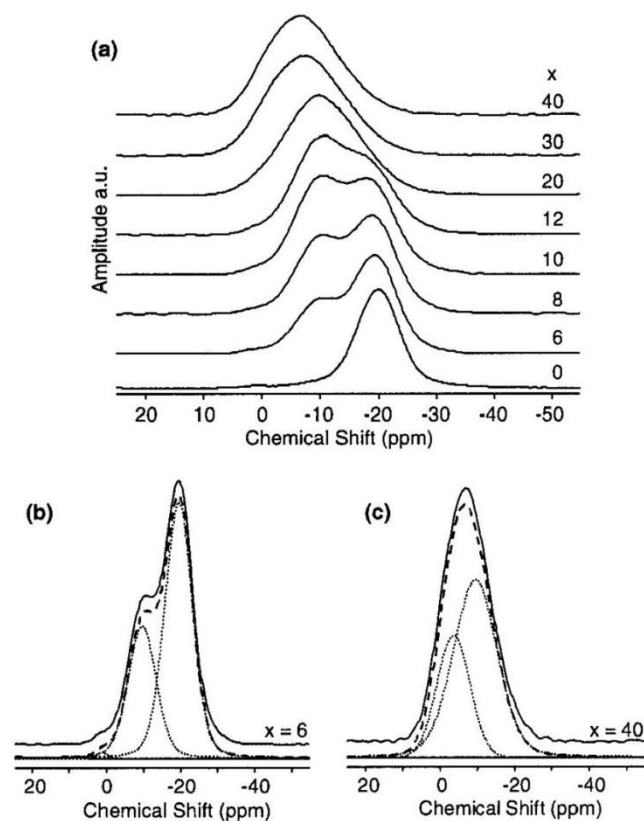 (a)
x
40
30
20
12
10
8
6
0
Amplitude a.u.
20 10 0 -10 -20 -30 -40 -50
Chemical Shift (ppm)
(b)
x = 6
20 0 -20 -40
Chemical Shift (ppm)
(c)
x = 40
20 0 -20 -40
Chemical Shift (ppm)